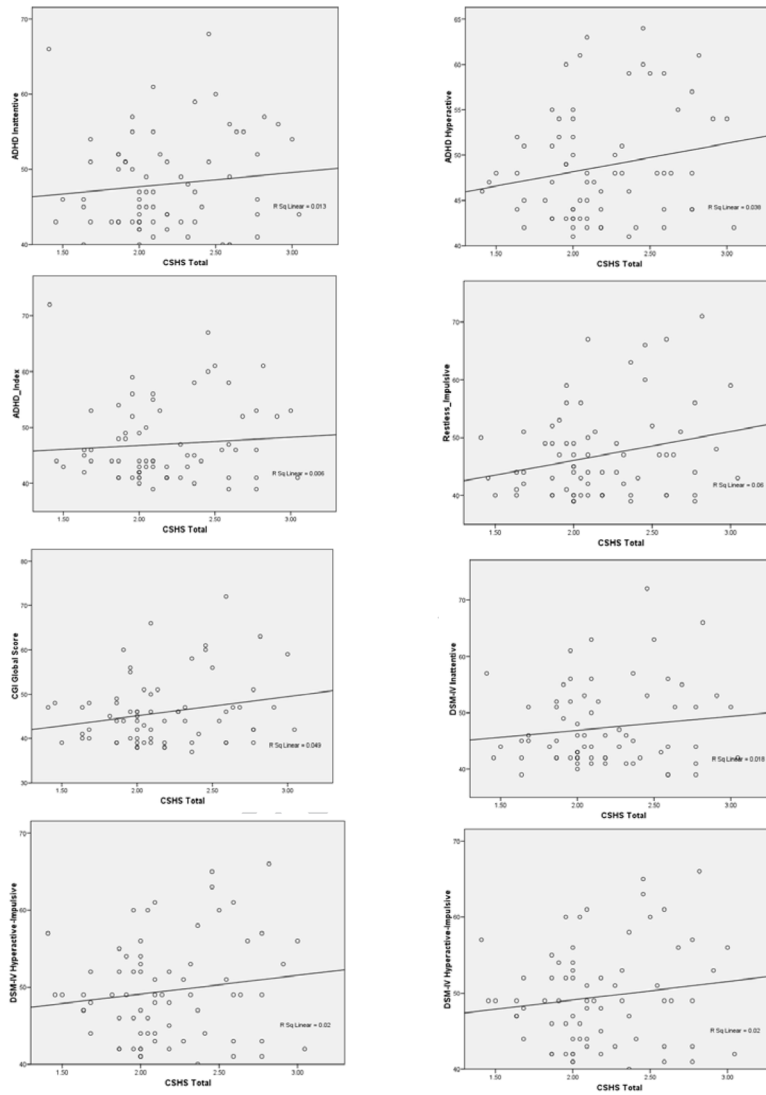 70
60
50
40
ADHD Inattentive
R Sq Linear = 0.013
1.50 2.00 2.50 3.00
CSHS Total
65
60
55
50
45
40
ADHD Hyperactive
R Sq Linear = 0.038
1.50 2.00 2.50 3.00
CSHS Total
70
60
50
40
ADHD_Index
R Sq Linear = 0.006
1.50 2.00 2.50 3.00
CSHS Total
70
60
50
40
Restless_Impulsive
R Sq Linear = 0.06
1.50 2.00 2.50 3.00
CSHS Total
80
70
60
50
40
30
CGI Global Score
R Sq Linear = 0.049
1.50 2.00 2.50 3.00
CSHS Total
70
60
50
40
DSM-IV Inattentive
R Sq Linear = 0.018
1.50 2.00 2.50 3.00
CSHS Total
70
60
50
40
DSM-IV Hyperactive-Impulsive
R Sq Linear = 0.02
1.50 2.00 2.50 3.00
CSHS Total
70
60
50
40
DSM-IV Hyperactive-Impulsive
R Sq Linear = 0.02
1.50 2.00 2.50 3.00
CSHS Total